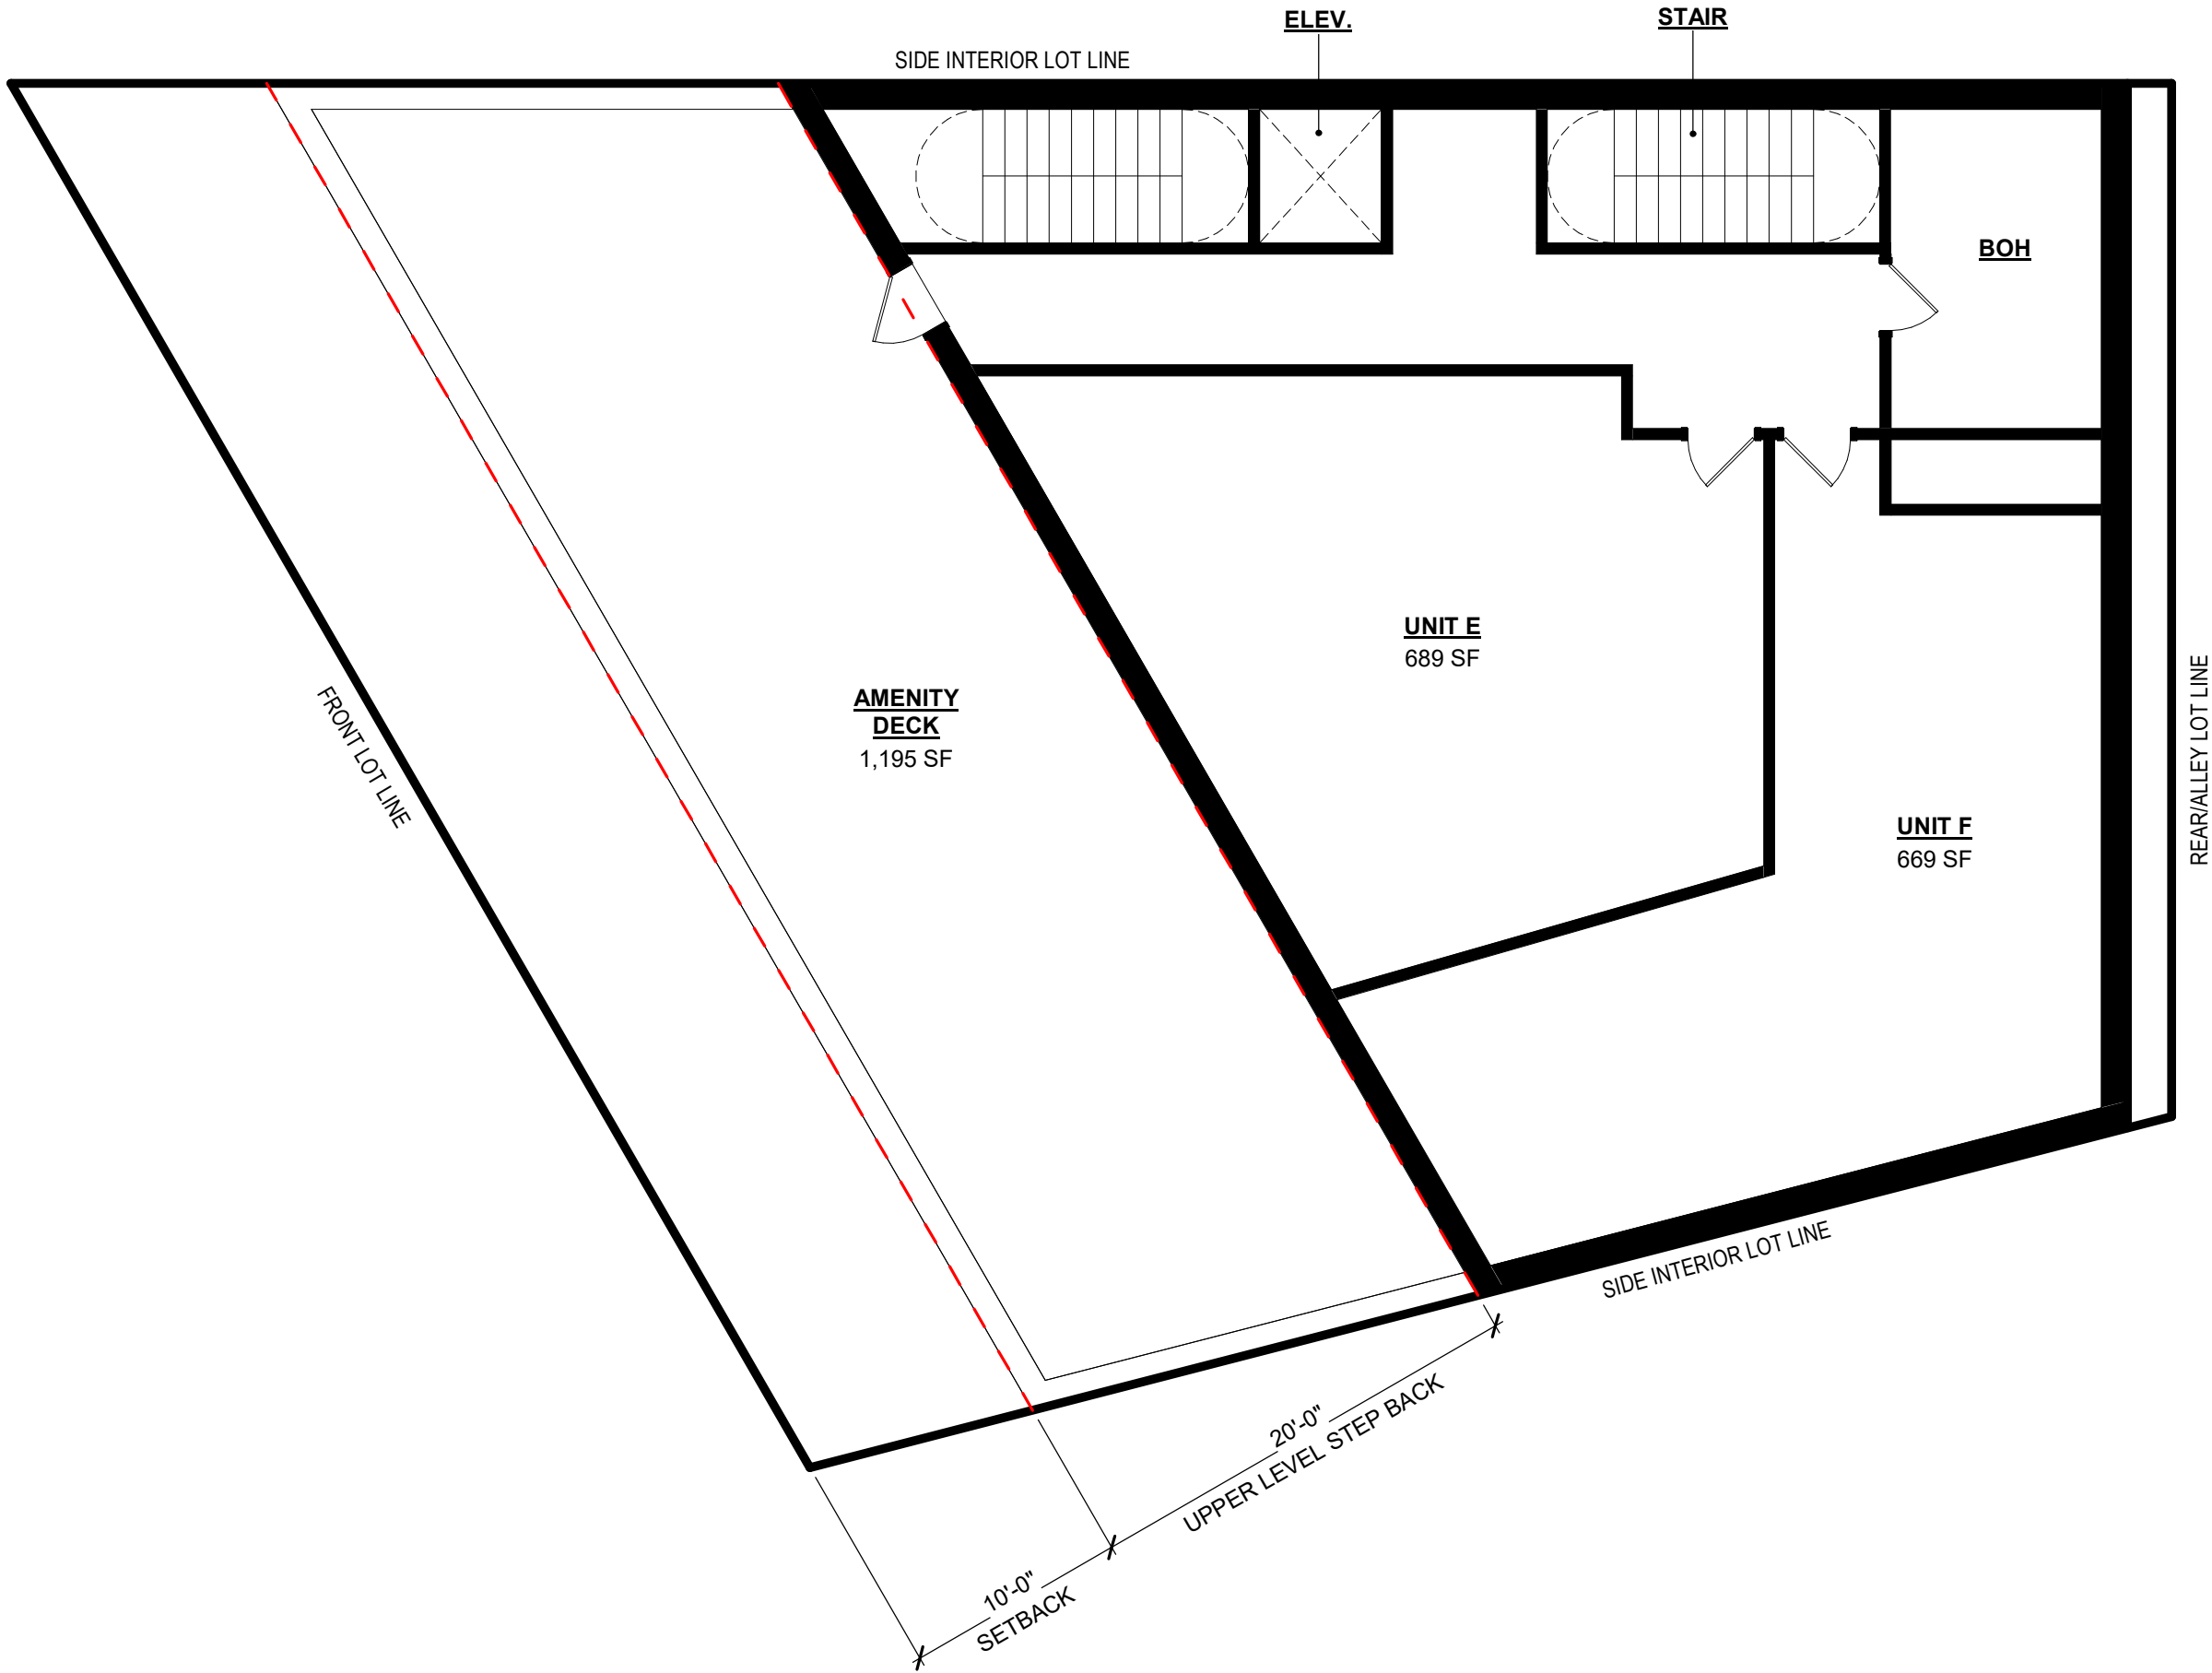 ELEV.
STAIR
SIDE INTERIOR LOT LINE
BOH
UNIT E
689 SF
AMENITY
DECK
1,195 SF
FRONT LOT LINE
UNIT F
669 SF
REAR/ALLEY LOT LINE
SIDE INTERIOR LOT LINE
20'-0"
UPPER LEVEL STEP BACK
10'-0"
SETBACK